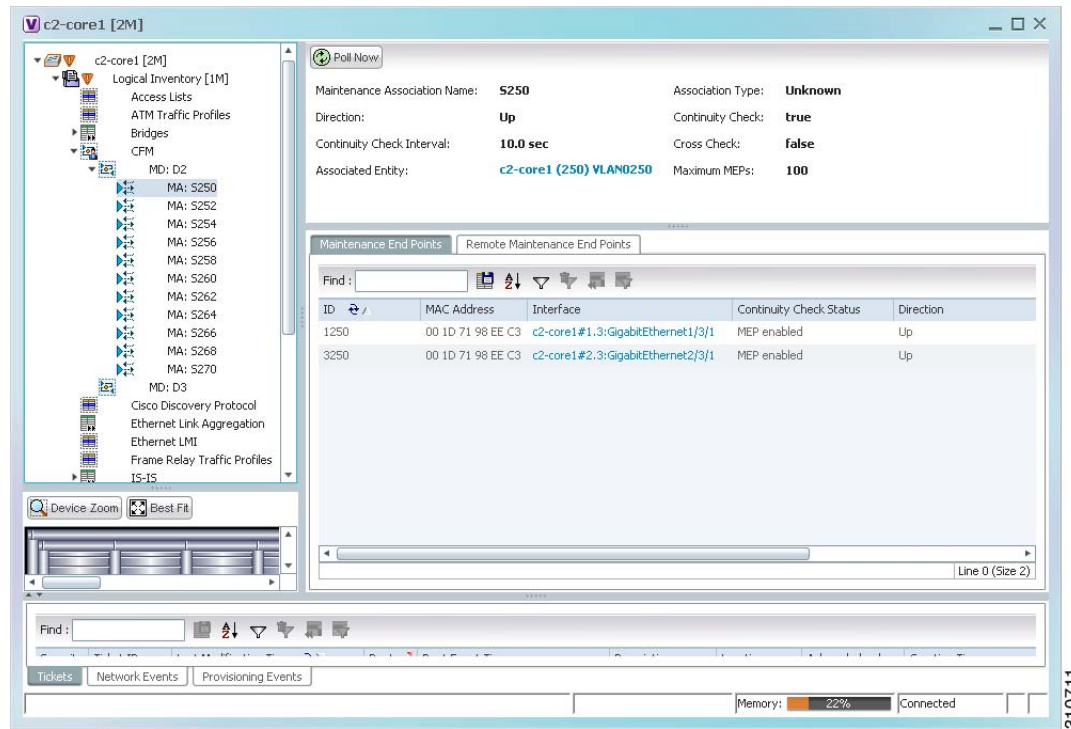 c2-core1 [2M]
c2-core1 [2M]
Logical Inventory [1M]
Access Lists
ATM Traffic Profiles
Bridges
CFM
MD: D2
MA: S250
MA: S252
MA: S254
MA: S256
MA: S258
MA: S260
MA: S262
MA: S264
MA: S266
MA: S268
MA: S270
MD: D3
Cisco Discovery Protocol
Ethernet Link Aggregation
Ethernet LMI
Frame Relay Traffic Profiles
IS-IS
Device Zoom
Best Fit
Poll Now
Maintenance Association Name: S250 Association Type: Unknown
Direction: Up Continuity Check: true
Continuity Check Interval: 10.0 sec Cross Check: false
Associated Entity: c2-core1 (250) VLAN0250 Maximum MEPs: 100
Maintenance End Points Remote Maintenance End Points
Find :
ID MAC Address Interface Continuity Check Status Direction
1250 00 1D 71 98 EE C3 c2-core1#1.3:GigabitEthernet1/3/1 MEP enabled Up
3250 00 1D 71 98 EE C3 c2-core1#2.3:GigabitEthernet2/3/1 MEP enabled Up
Line 0 (Size 2)
Find :
Tickets Network Events Provisioning Events
Memory: 22% Connected
310711